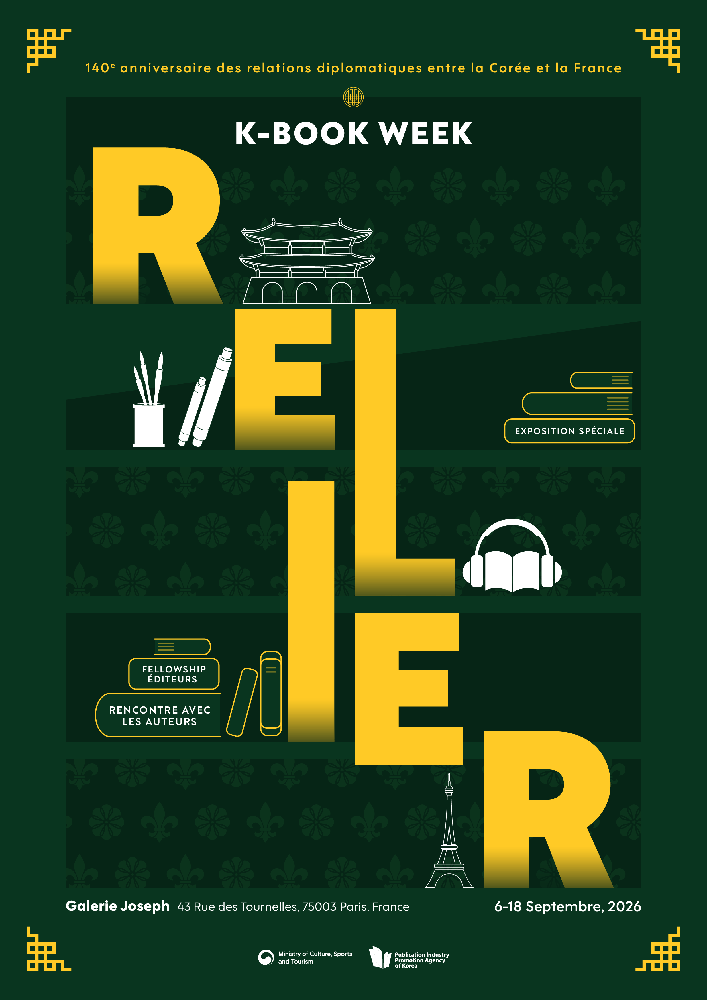 140e anniversaire des relations diplomatiques entre la Corée et la France
K-BOOK WEEK
RELIER
EXPOSITION SPÉCIALE
FELLOWSHIP
ÉDITEURS
RENCONTRE AVEC
LES AUTEURS
Galerie Joseph 43 Rue des Tournelles, 75003 Paris, France
6-18 Septembre, 2026
Ministry of Culture, Sports
and Tourism
Publication Industry
Promotion Agency
of Korea